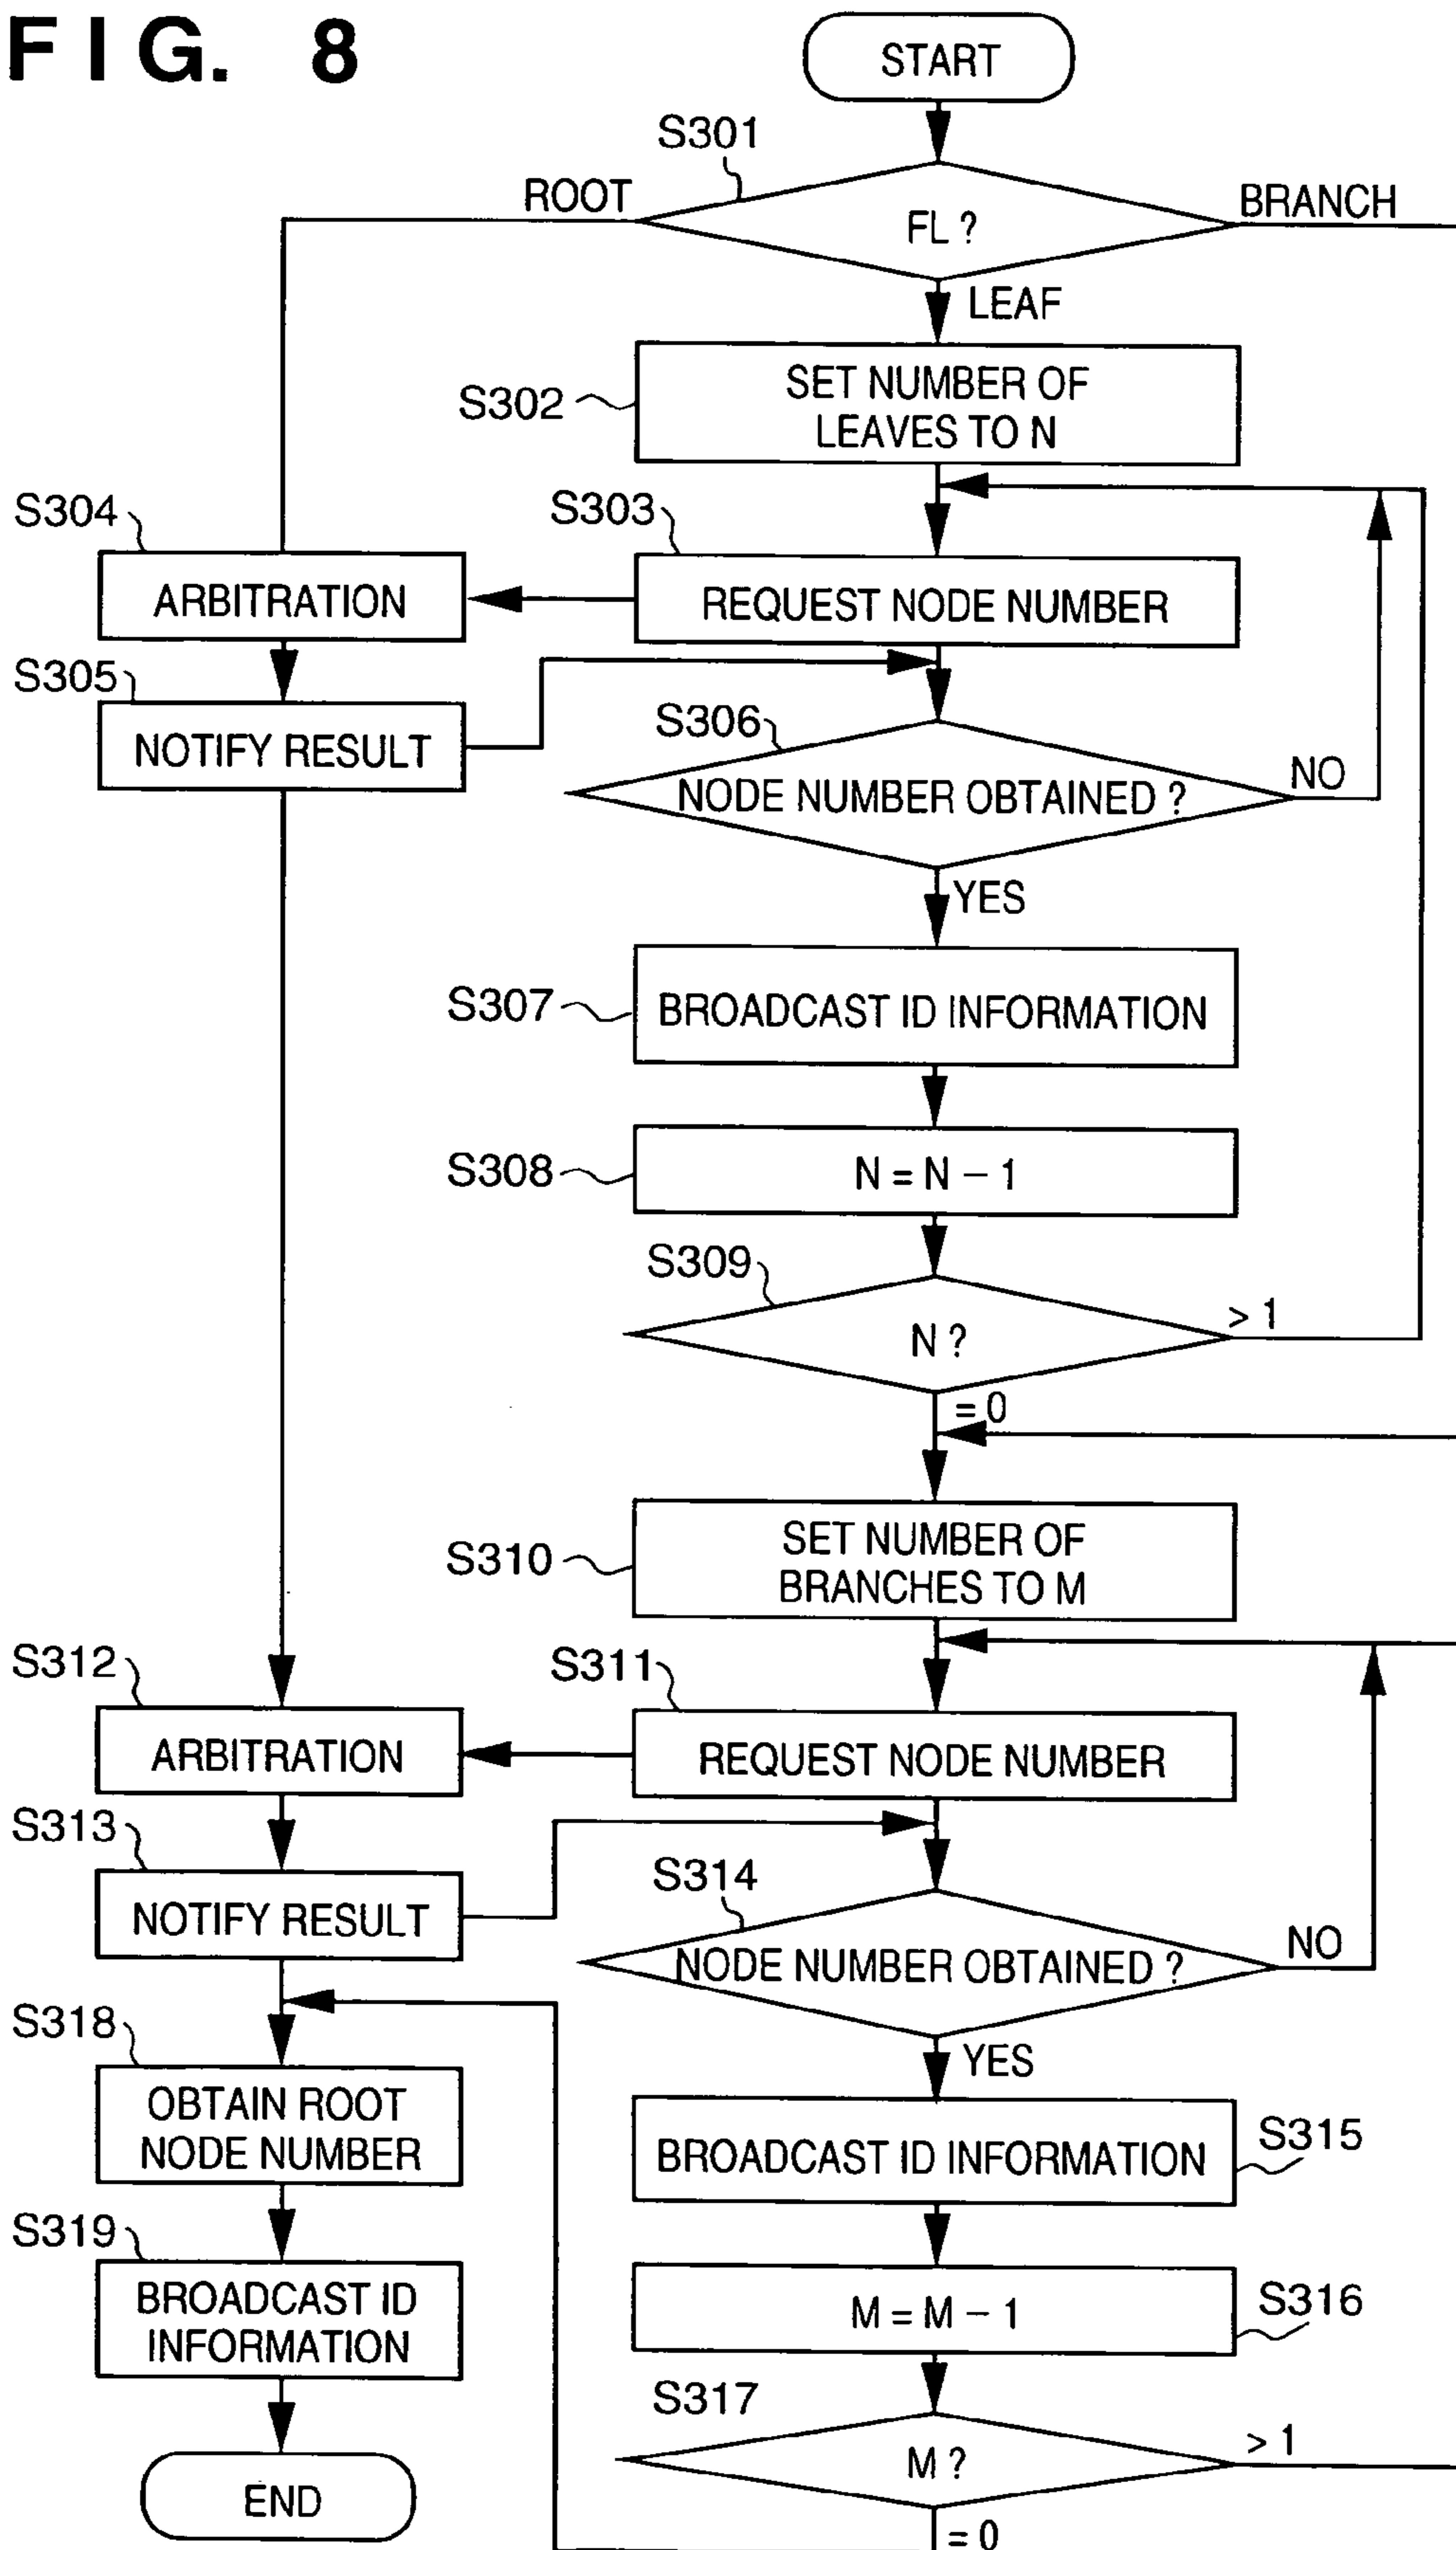 FIG. 8
START
S301
ROOT
BRANCH
FL ?
LEAF
S302
SET NUMBER OF
LEAVES TO N
S304
S303
ARBITRATION
REQUEST NODE NUMBER
S305
NOTIFY RESULT
S306
NODE NUMBER OBTAINED ?
NO
YES
S307
BROADCAST ID INFORMATION
S308
N = N − 1
S309
N ?
> 1
= 0
S310
SET NUMBER OF
BRANCHES TO M
S312
S311
ARBITRATION
REQUEST NODE NUMBER
S313
NOTIFY RESULT
S314
NODE NUMBER OBTAINED ?
NO
YES
S318
OBTAIN ROOT
NODE NUMBER
BROADCAST ID INFORMATION
S315
S319
BROADCAST ID
INFORMATION
M = M − 1
S316
S317
M ?
> 1
= 0
END